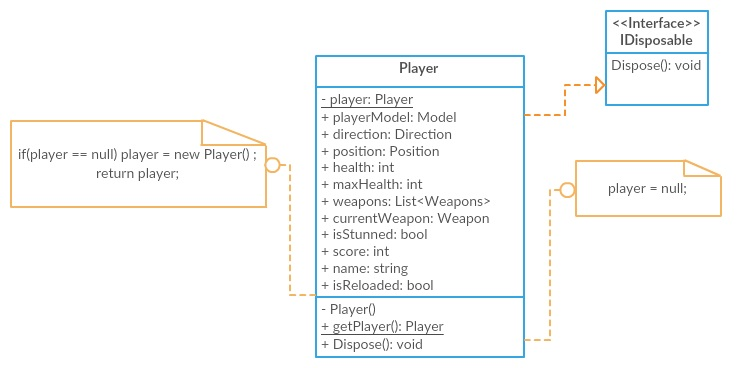 <<Interface>>
IDisposable
Dispose(): void
Player
- player: Player
+ playerModel: Model
+ direction: Direction
+ position: Position
+ health: int
+ maxHealth: int
+ weapons: List<Weapons>
+ currentWeapon: Weapon
+ isStunned: bool
+ score: int
+ name: string
+ isReloaded: bool
- Player()
+ getPlayer(): Player
+ Dispose(): void
if(player == null) player = new Player() ;
return player;
player = null;